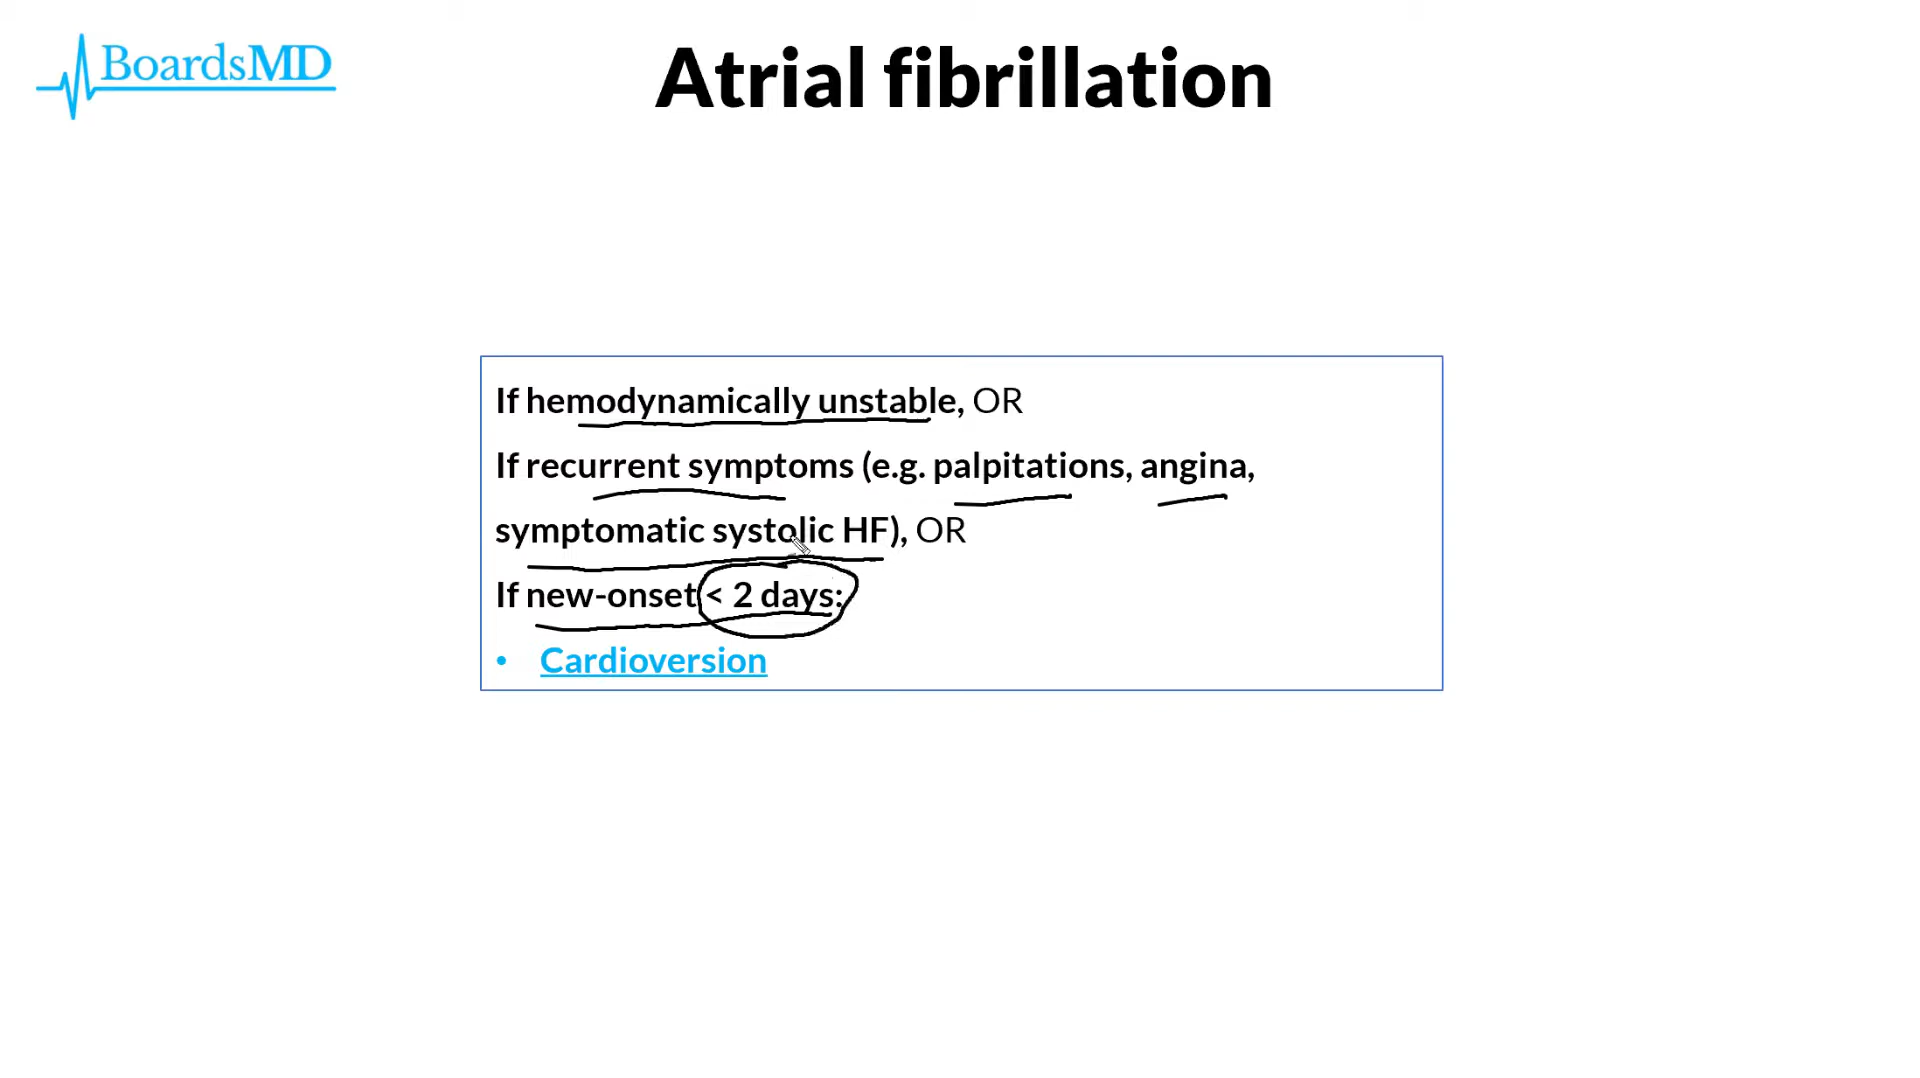 BoardsMD
Atrial fibrillation
If hemodynamically unstable, OR
If recurrent symptoms (e.g. palpitations, angina,
symptomatic systolic HF), OR
If new-onset < 2 days:
• Cardioversion